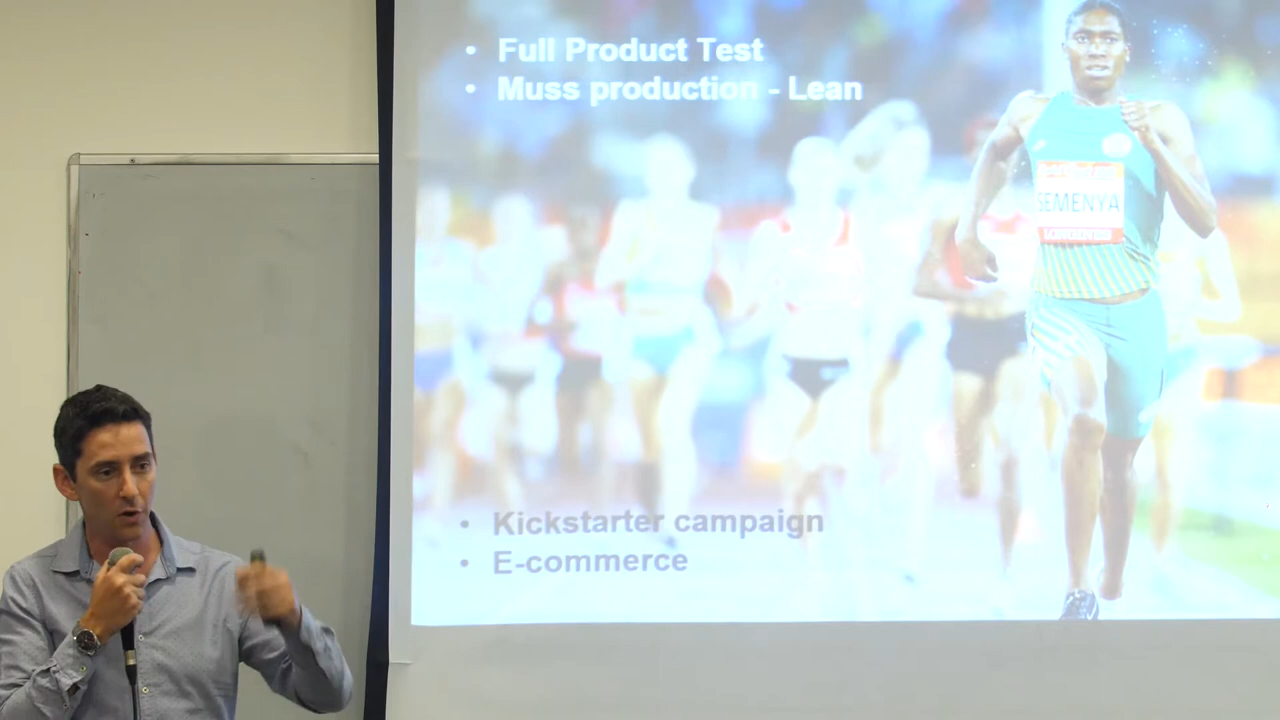 • Full Product Test
• Muss production - Lean
SEMENYA
• Kickstarter campaign
• E-commerce